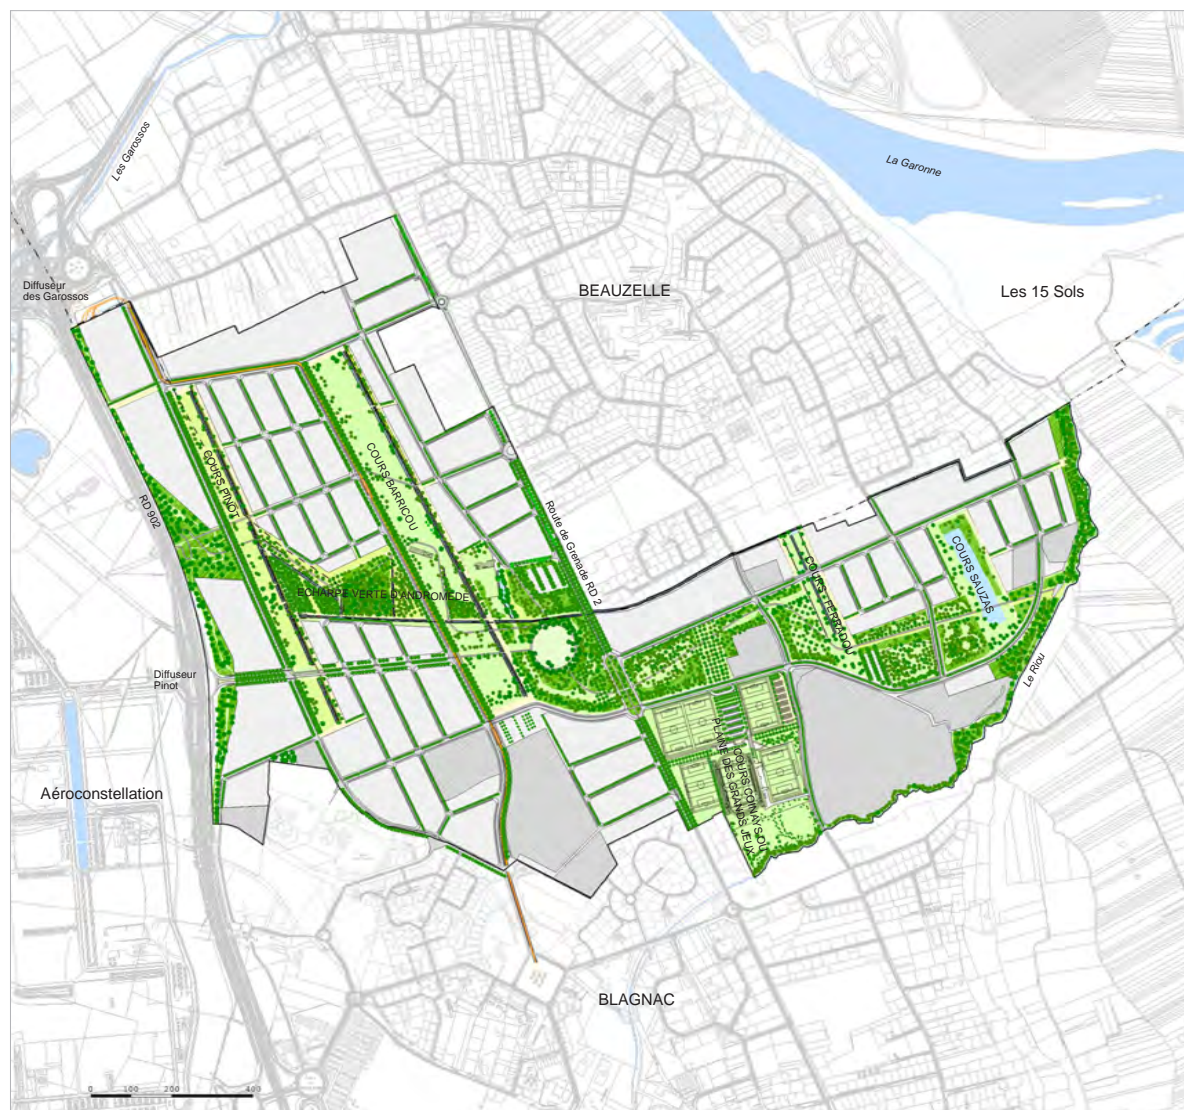 Les Garossos
La Garonne
Diffuseur
des Garossos
BEAUZELLE
Les 15 Sols
COURS PINOT
COURS BARRICOU
RD 902
Route de Grenade RD 2
ECHARPE VERTE D'ANDROMEDE
COURS FERRADOU
COURS SAUZAS
Le Riou
Diffuseur
Pinot
COURS COINAYS OU
PLAINE DES GRANDS JEUX
Aéroconstellation
BLAGNAC
0 100 200 400